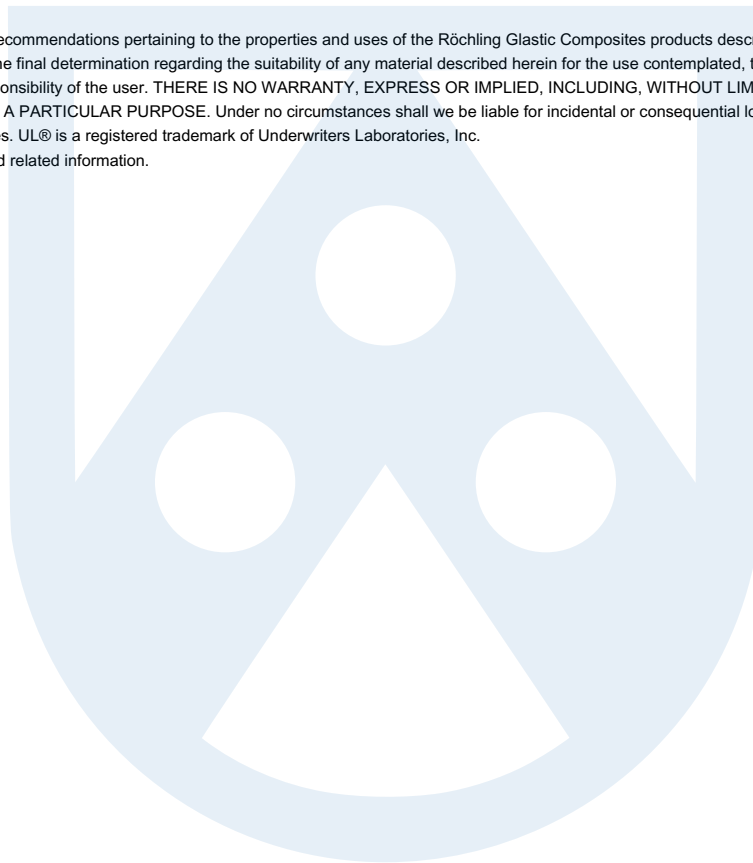 ecommendations pertaining to the properties and uses of the Röchling Glastic Composites products descr
e final determination regarding the suitability of any material described herein for the use contemplated, t
onsibility of the user. THERE IS NO WARRANTY, EXPRESS OR IMPLIED, INCLUDING, WITHOUT LIM
A PARTICULAR PURPOSE. Under no circumstances shall we be liable for incidental or consequential lo
s. UL® is a registered trademark of Underwriters Laboratories, Inc.
d related information.